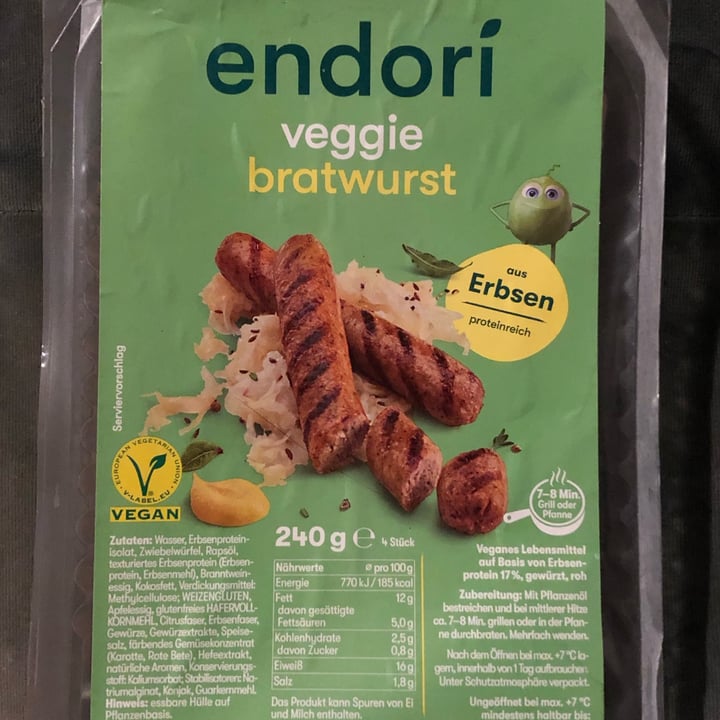 endori
veggie
bratwurst
aus
Erbsen
proteinreich
Serviervorschlag
EUROPEAN VEGETARIAN UNION
V-LABEL.EU
VEGAN
7–8 Min.
Grill oder
Pfanne
240 g e 4 Stück
Zutaten: Wasser, Erbsenprotein-
isolat, Zwiebelwürfel, Rapsöl,
texturiertes Erbsenprotein (Erbsen-
protein, Erbsenmehl), Branntwein-
essig, Kokosfett, Verdickungsmittel:
Methylcellulose; WEIZENGLUTEN,
Apfelessig, glutenfreies HAFERVOLL-
KORNMEHL, Citrusfaser, Erbsenfaser,
Gewürze, Gewürzextrakte, Speise-
salz, färbendes Gemüsekonzentrat
(Karotte, Rote Bete), Hefeextrakt,
natürliche Aromen, Konservierungs-
stoff: Kaliumsorbat; Stabilisatoren: Na-
triumalginat, Konjak, Guarkernmehl.
Hinweis: essbare Hülle auf
Pflanzenbasis.
Nährwerte ø pro 100 g
Energie 770 kJ / 185 kcal
Fett 12 g
davon gesättigte
Fettsäuren 5,0 g
Kohlenhydrate 2,5 g
davon Zucker 0,8 g
Eiweiß 16 g
Salz 1,8 g
Das Produkt kann Spuren von EI
und Milch enthalten.
Veganes Lebensmittel
auf Basis von Erbsen-
protein 17%, gewürzt, roh
Zubereitung: Mit Pflanzenöl
bestreichen und bei mittlerer Hitze
ca. 7–8 Min. grillen oder in der Pfan-
ne durchbraten. Mehrfach wenden.
Nach dem Öffnen bei max. +7 °C la-
gern, innerhalb von 1 Tag aufbrauchen.
Unter Schutzatmosphäre verpackt.
Ungeöffnet bei max. +7 °C
mindestens haltbar bis: